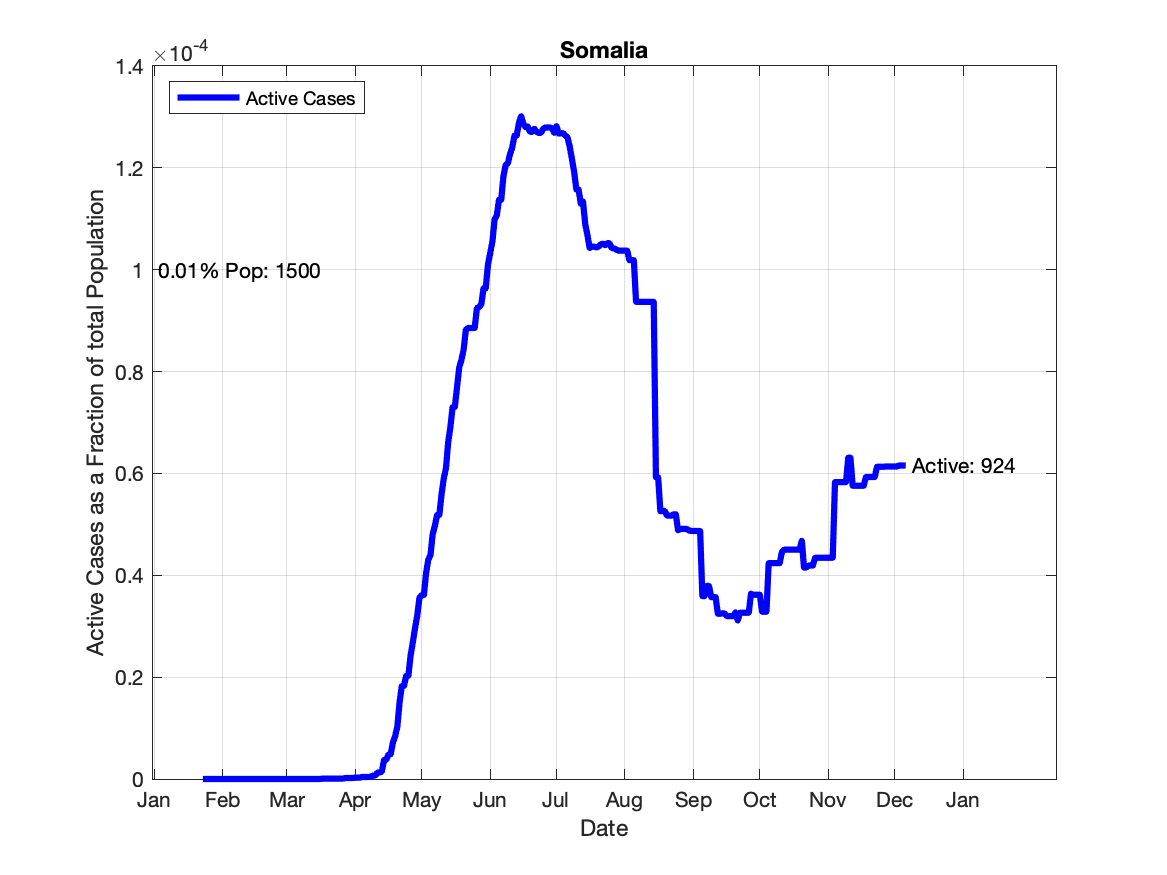 ×10-4
Somalia
1.4
Active Cases
1.2
0.01% Pop: 1500
1
0.8
0.6
Active: 924
0.4
0.2
0
Jan Feb Mar Apr May Jun Jul Aug Sep Oct Nov Dec Jan
Date
Active Cases as a Fraction of total Population